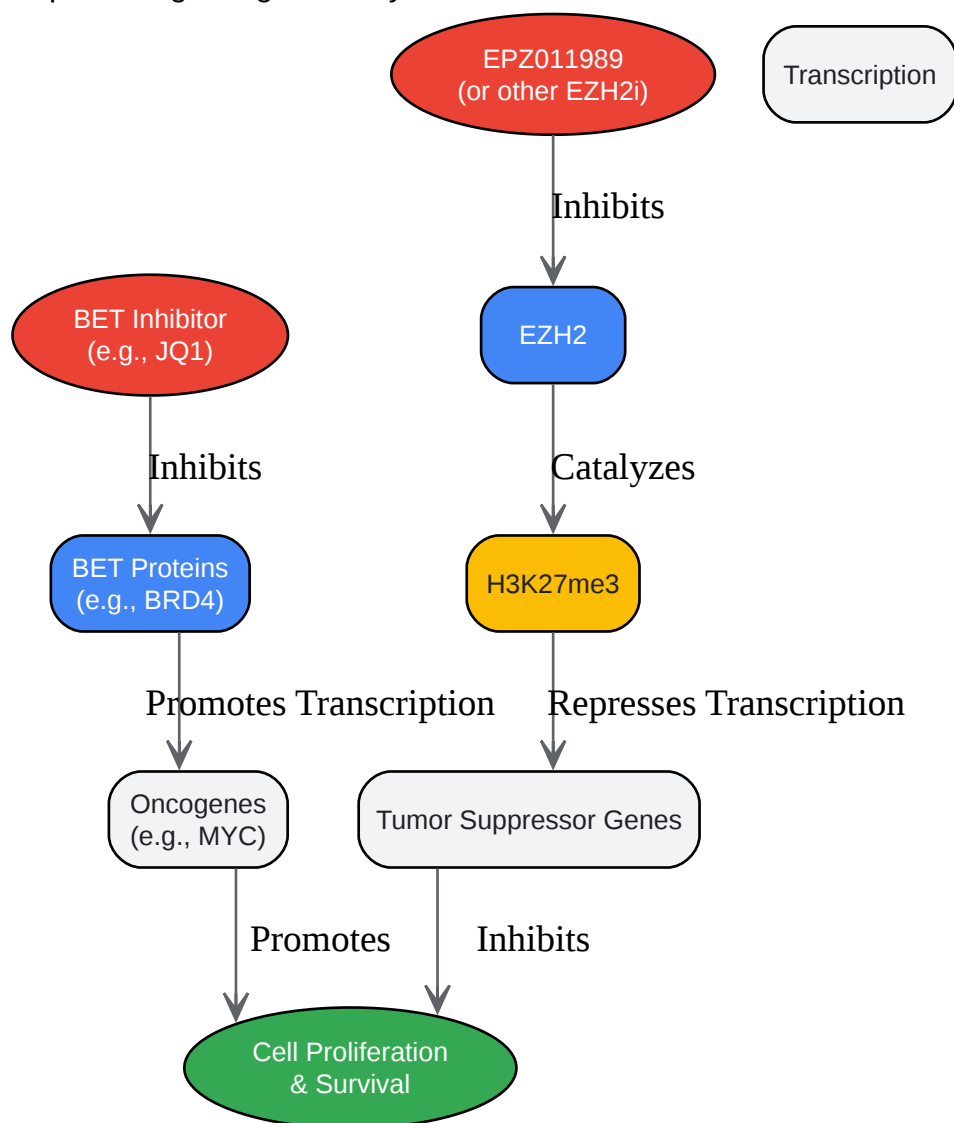 EPZ011989
(or other EZH2i)
Transcription
Inhibits
BET Inhibitor
(e.g., JQ1)
EZH2
Inhibits
Catalyzes
BET Proteins
(e.g., BRD4)
H3K27me3
Promotes Transcription
Represses Transcription
Oncogenes
(e.g., MYC)
Tumor Suppressor Genes
Promotes
Inhibits
Cell Proliferation
& Survival